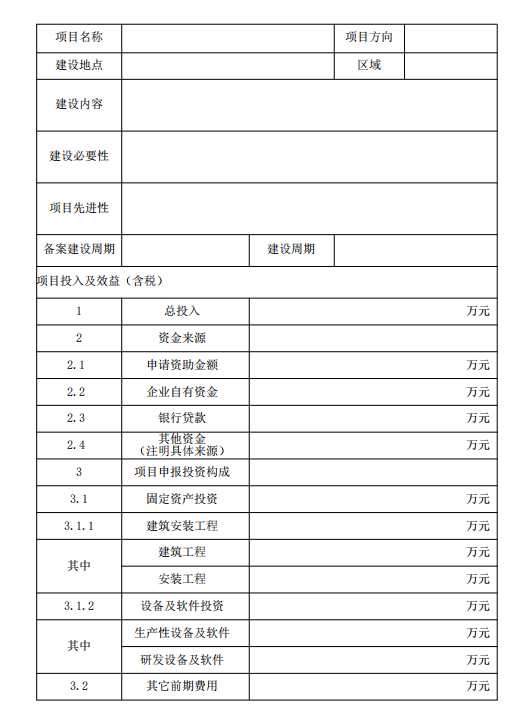 项目名称 项目方向
建设地点 区域
建设内容
建设必要性
项目先进性
备案建设周期 建设周期
项目投入及效益（含税）
1 总投入 万元
2 资金来源
2.1 申请资助金额 万元
2.2 企业自有资金 万元
2.3 银行贷款 万元
2.4 其他资金 万元
（注明具体来源）
3 项目申报投资构成
3.1 固定资产投资 万元
3.1.1 建筑安装工程 万元
其中 建筑工程 万元
安装工程 万元
3.1.2 设备及软件投资 万元
其中 生产性设备及软件 万元
研发设备及软件 万元
3.2 其它前期费用 万元